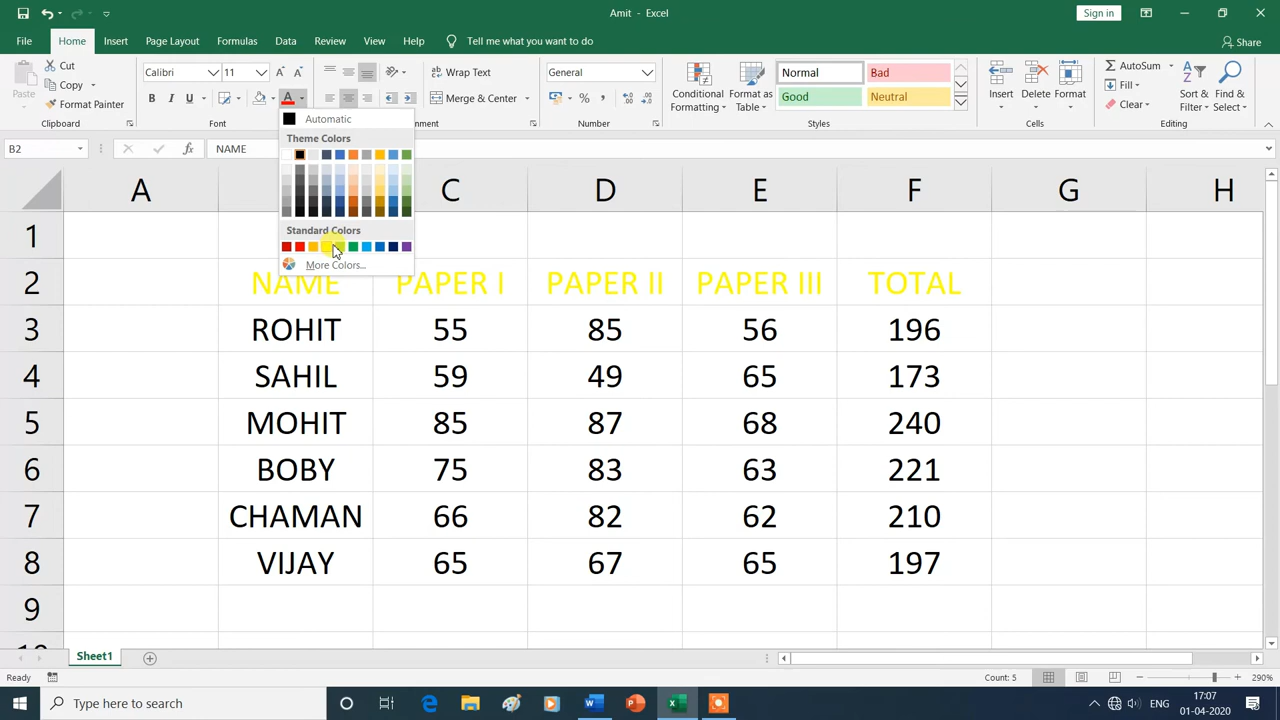 Amit - Excel
Sign in
File Home Insert Page Layout Formulas Data Review View Help Tell me what you want to do Share
Paste Cut Copy Format Painter Clipboard
Calibri 11 B I U A Font
Wrap Text Merge & Center
General % , Number
Conditional Formatting Format as Table Normal Bad Good Neutral Styles
Insert Delete Format Cells
AutoSum Fill Clear Sort & Filter Find & Select Editing
B2 fx NAME
Automatic
Theme Colors
Standard Colors
More Colors...
A C E F G H
1
2 NAME PAPER I PAPER II PAPER III TOTAL
3 ROHIT 55 85 56 196
4 SAHIL 59 49 65 173
5 MOHIT 85 87 68 240
6 BOBY 75 83 63 221
7 CHAMAN 66 82 62 210
8 VIJAY 65 67 65 197
9
Sheet1
Ready Count: 5 290%
Type here to search ENG 17:07
01-04-2020